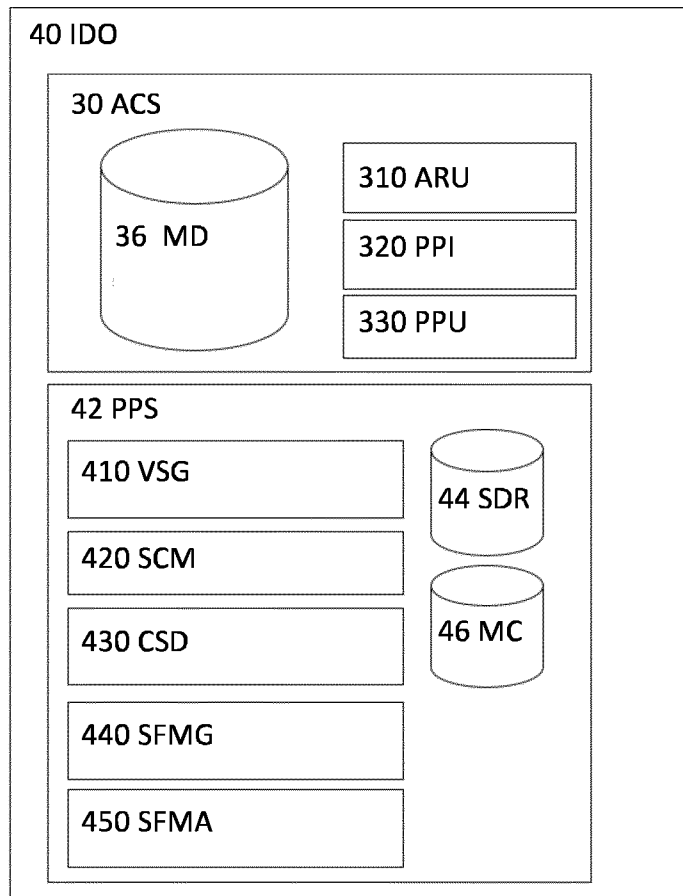 40 IDO
30 ACS
36 MD
310 ARU
320 PPI
330 PPU
42 PPS
410 VSG
44 SDR
420 SCM
46 MC
430 CSD
440 SFMG
450 SFMA